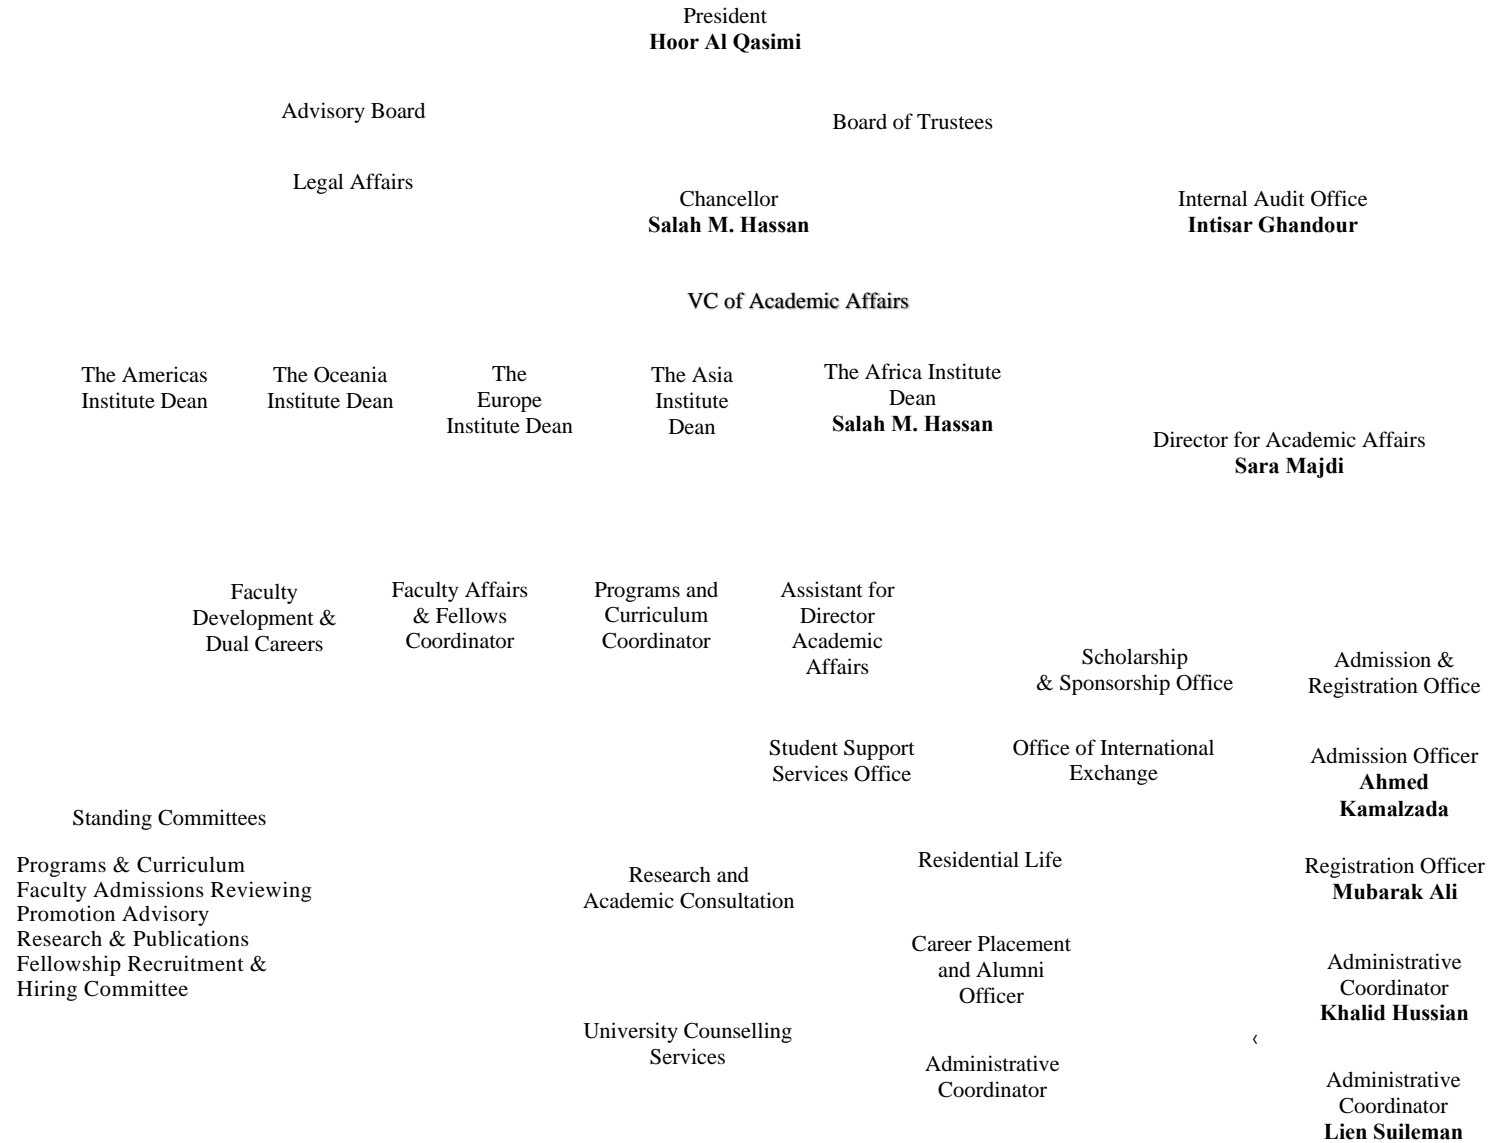 President
Hoor Al Qasimi
Advisory Board
Board of Trustees
Legal Affairs
Chancellor
Salah M. Hassan
Internal Audit Office
Intisar Ghandour
VC of Academic Affairs
The Americas
Institute Dean
The Oceania
Institute Dean
The
Europe
Institute Dean
The Asia
Institute
Dean
The Africa Institute
Dean
Salah M. Hassan
Director for Academic Affairs
Sara Majdi
Faculty
Development &
Dual Careers
Faculty Affairs
& Fellows
Coordinator
Programs and
Curriculum
Coordinator
Assistant for
Director
Academic
Affairs
Scholarship
& Sponsorship Office
Admission &
Registration Office
Student Support
Services Office
Office of International
Exchange
Admission Officer
Ahmed
Kamalzada
Standing Committees
Programs & Curriculum
Faculty Admissions Reviewing
Promotion Advisory
Research & Publications
Fellowship Recruitment &
Hiring Committee
Research and
Academic Consultation
Residential Life
Registration Officer
Mubarak Ali
Career Placement
and Alumni
Officer
Administrative
Coordinator
Khalid Hussian
University Counselling
Services
Administrative
Coordinator
‹
Administrative
Coordinator
Lien Suileman